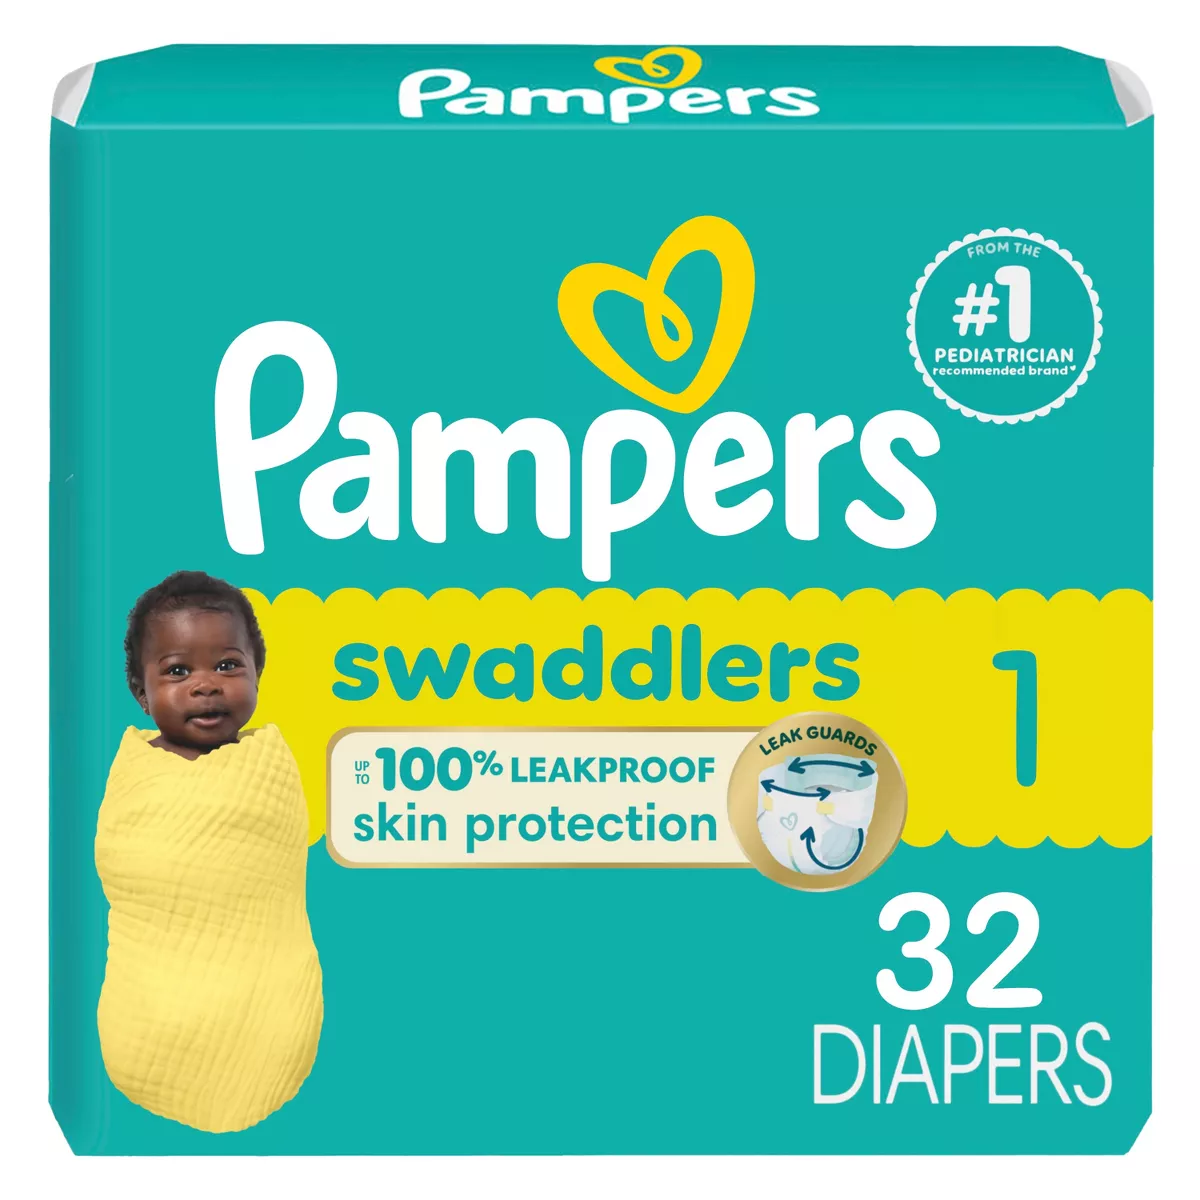 Pampers
FROM THE
#1
PEDIATRICIAN
recommended brand
Pampers
swaddlers
1
UP TO 100% LEAKPROOF
skin protection
LEAK GUARDS
32
DIAPERS